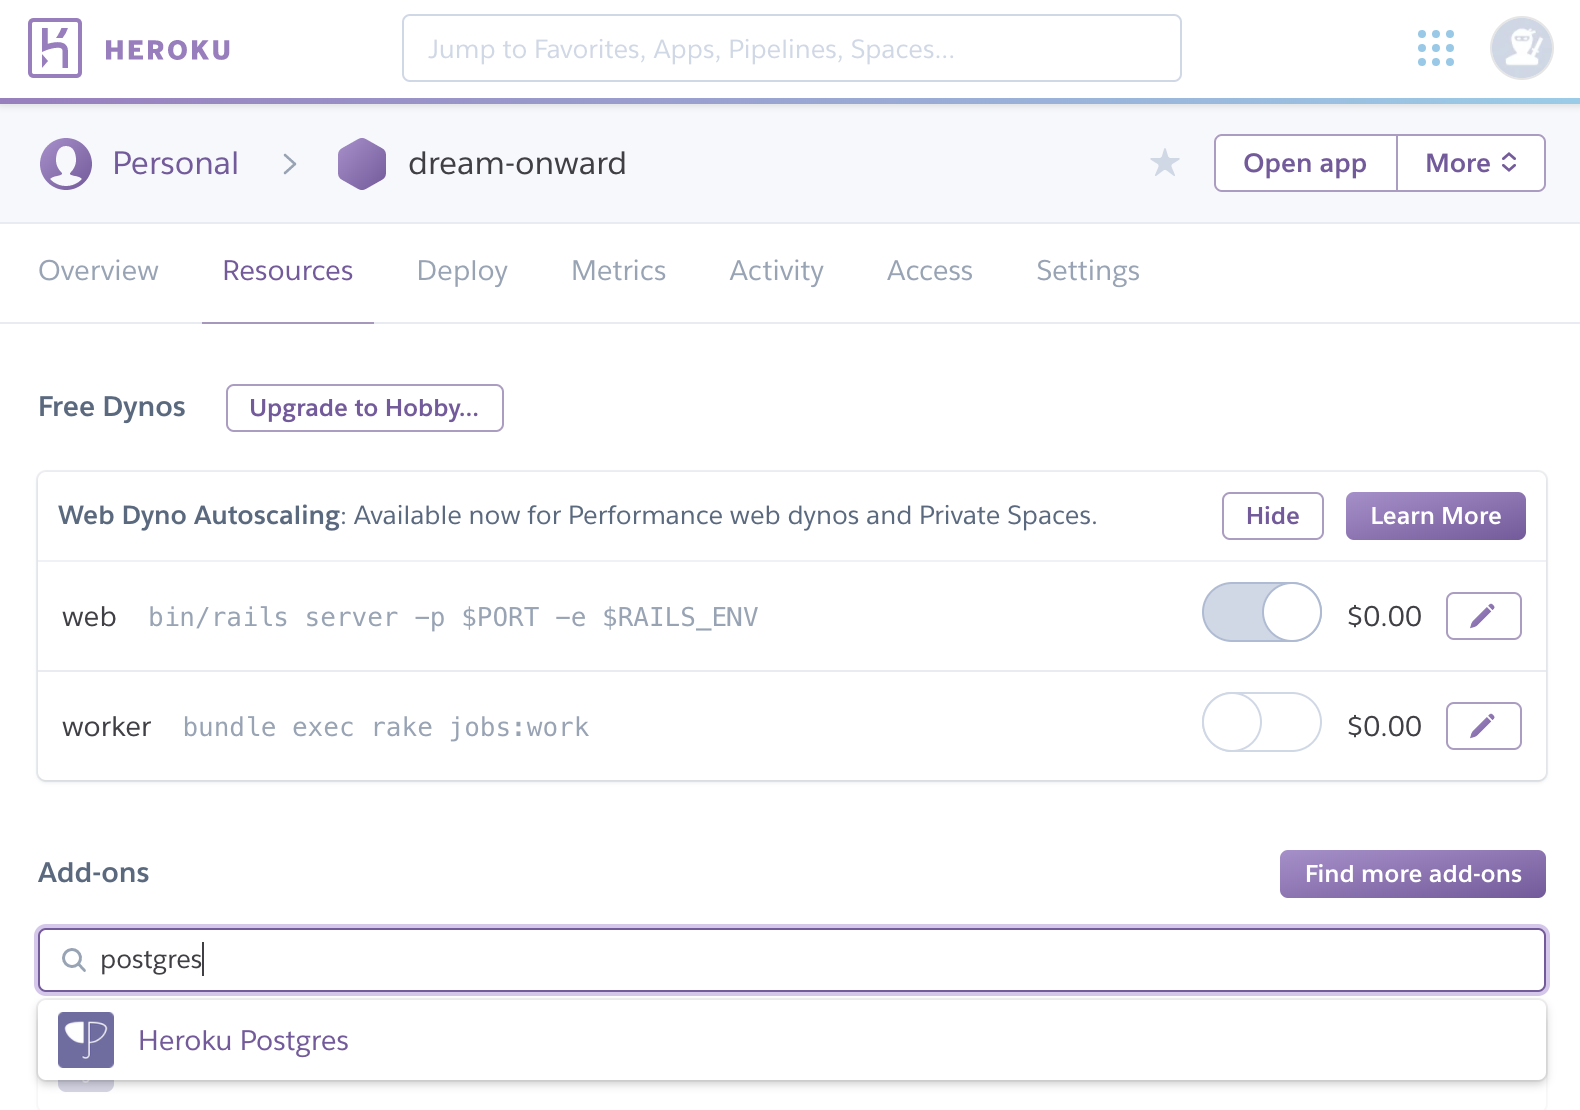 HEROKU
Jump to Favorites, Apps, Pipelines, Spaces...
Personal
dream-onward
Open app
More
Overview
Resources
Deploy
Metrics
Activity
Access
Settings
Free Dynos
Upgrade to Hobby...
Web Dyno Autoscaling: Available now for Performance web dynos and Private Spaces.
Hide
Learn More
web bin/rails server -p $PORT -e $RAILS_ENV
$0.00
worker bundle exec rake jobs:work
$0.00
Add-ons
Find more add-ons
postgres
Heroku Postgres